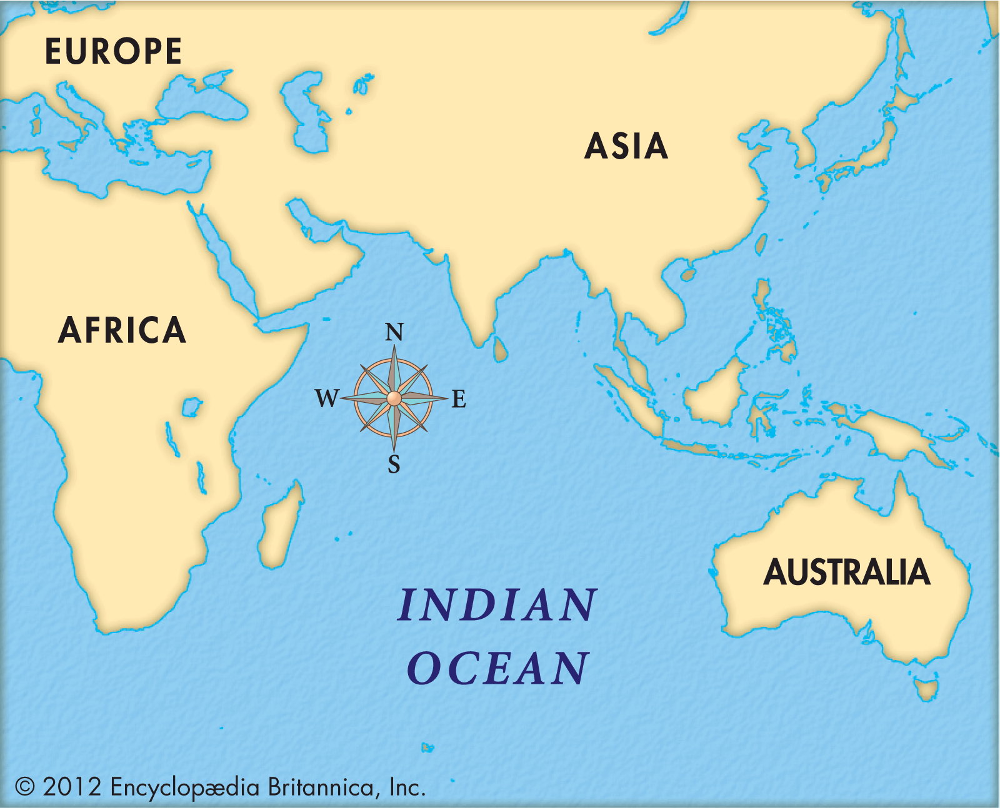 EUROPE
ASIA
AFRICA
N
W
E
S
AUSTRALIA
INDIAN
OCEAN
© 2012 Encyclopædia Britannica, Inc.